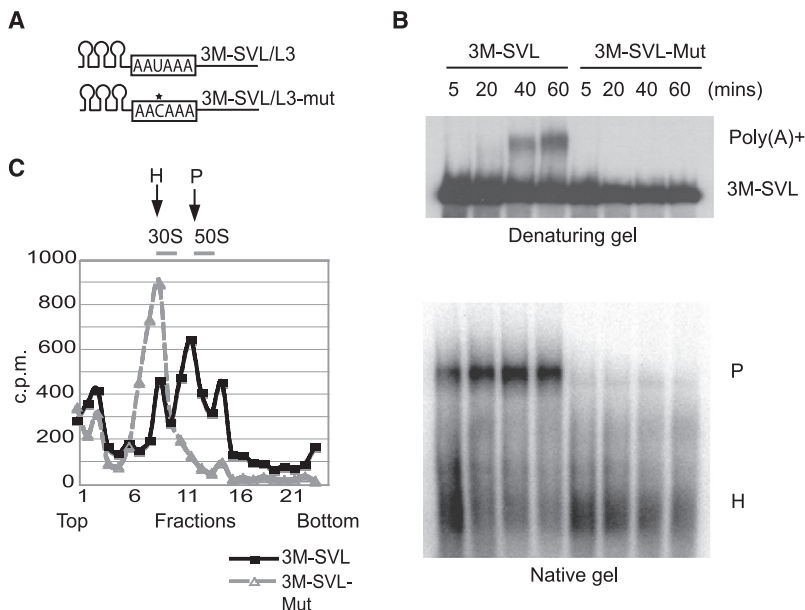 A
AAUAAA 3M-SVL/L3
AACAAA 3M-SVL/L3-mut
B
3M-SVL 3M-SVL-Mut
5 20 40 60 5 20 40 60 (mins)
Poly(A)+
3M-SVL
Denaturing gel
P
H
Native gel
C
H P
30S 50S
1000
800
600
400
200
0
c.p.m.
1 6 11 16 21
Top Fractions Bottom
3M-SVL
3M-SVL-
Mut